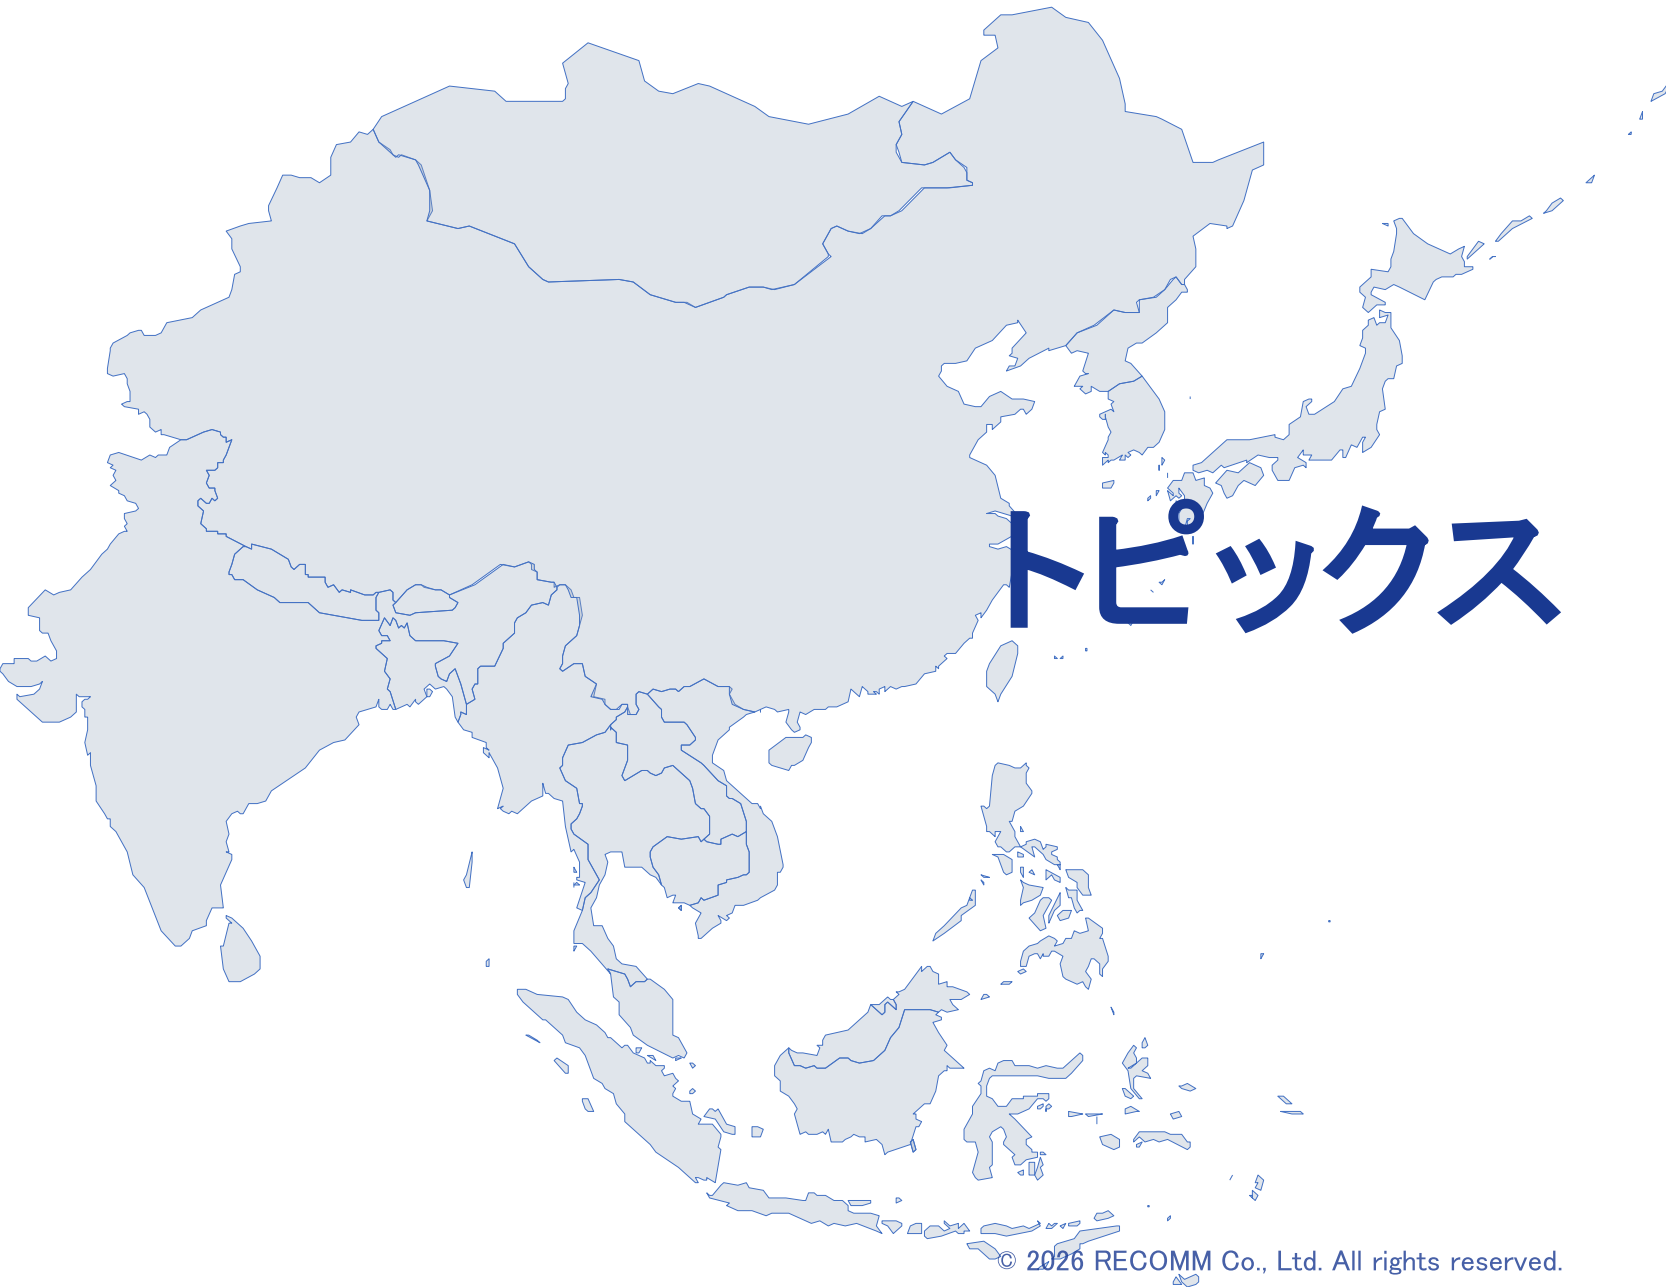 トピックス
© 2026 RECOMM Co., Ltd. All rights reserved.